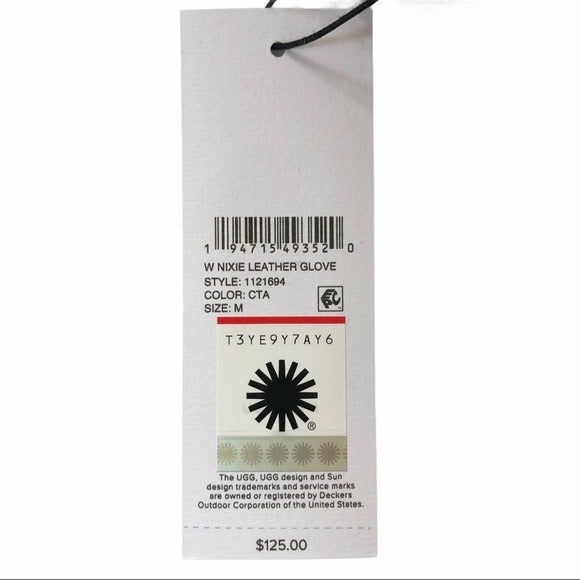 1 94715 49352 0
W NIXIE LEATHER GLOVE
STYLE: 1121694
COLOR: CTA
SIZE: M
T3YE9Y7AY6
®
The UGG, UGG design and Sun
design trademarks and service marks
are owned or registered by Deckers
Outdoor Corporation of the United States.
$125.00